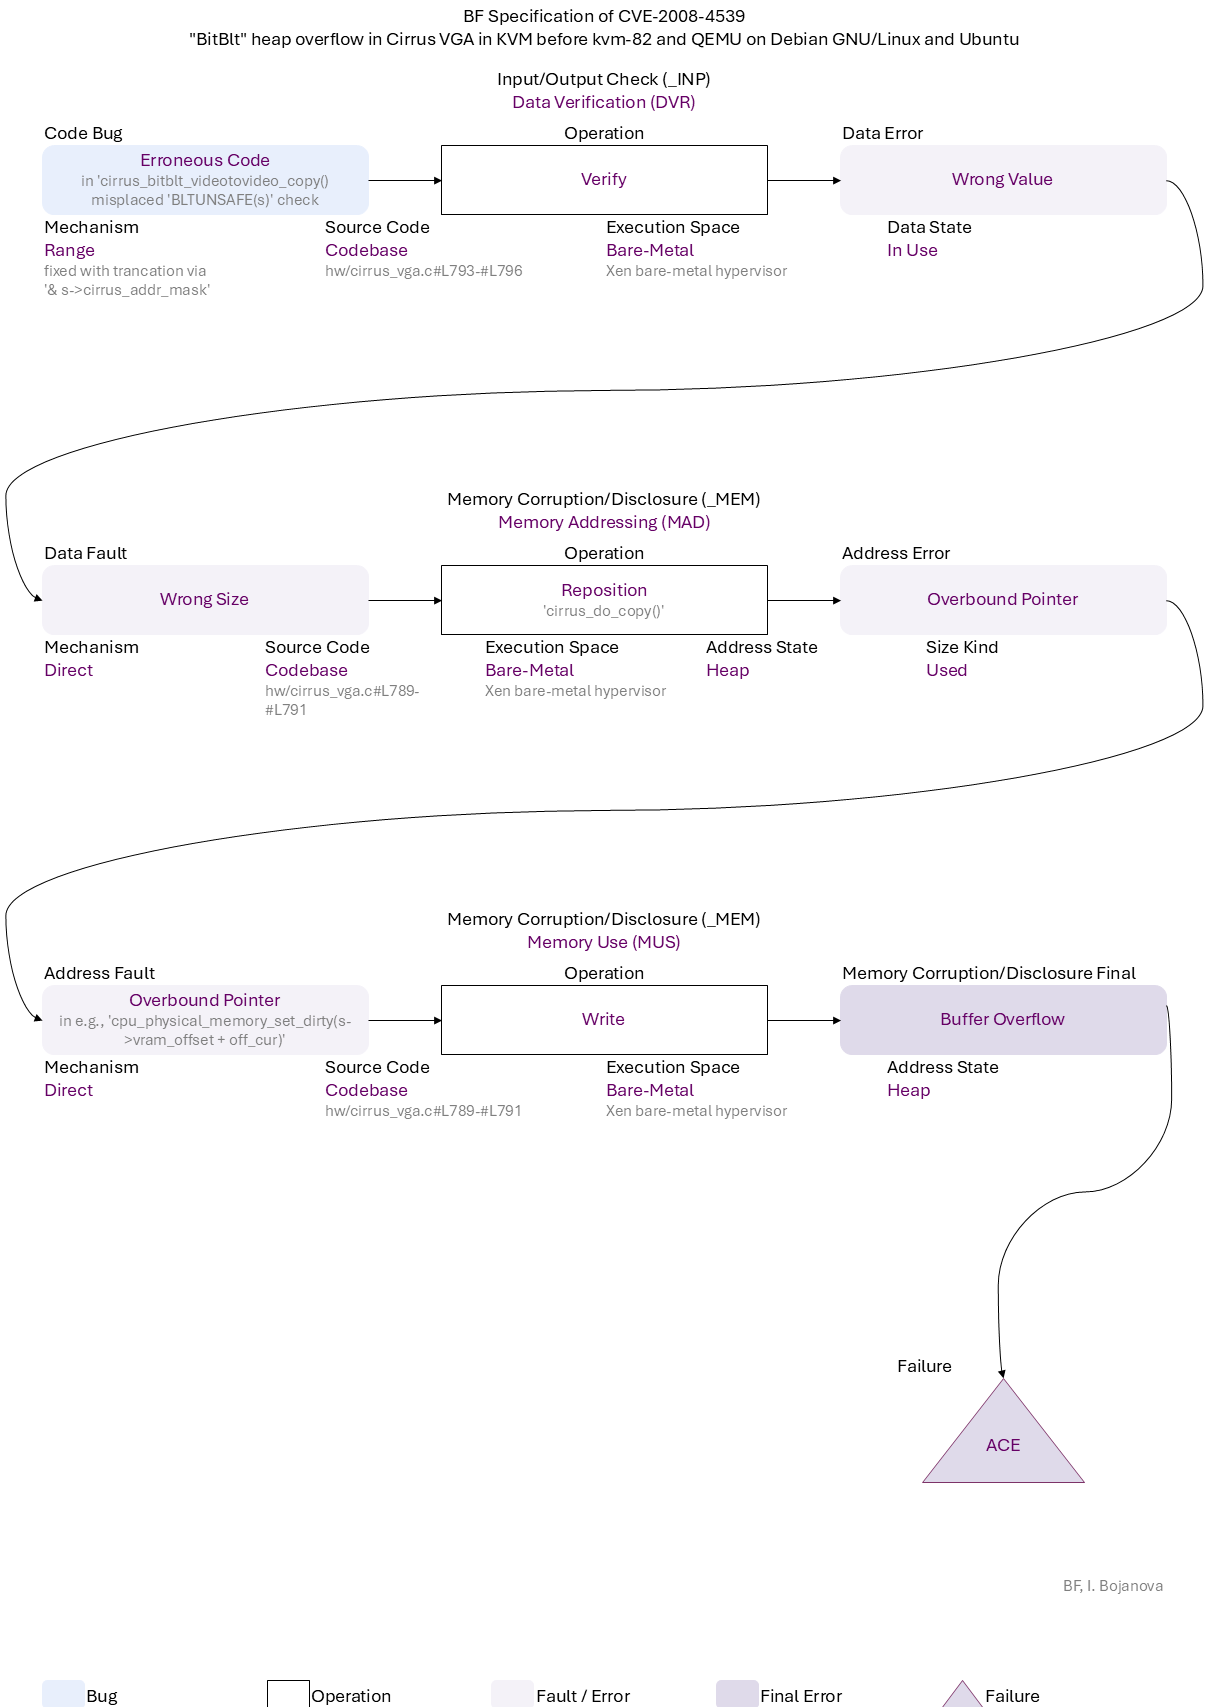 BF Specification of CVE-2008-4539
"BitBlt" heap overflow in Cirrus VGA in KVM before kvm-82 and QEMU on Debian GNU/Linux and Ubuntu
Input/Output Check (_INP)
Data Verification (DVR)
Code Bug
Operation
Data Error
Erroneous Code
in 'cirrus_bitblt_videotovideo_copy()
misplaced 'BLTUNSAFE(s)' check
Verify
Wrong Value
Mechanism
Source Code
Execution Space
Data State
Range
Codebase
Bare-Metal
In Use
fixed with trancation via
'& s->cirrus_addr_mask'
hw/cirrus_vga.c#L793-#L796
Xen bare-metal hypervisor
Memory Corruption/Disclosure (_MEM)
Memory Addressing (MAD)
Data Fault
Operation
Address Error
Wrong Size
Reposition
'cirrus_do_copy()'
Overbound Pointer
Mechanism
Source Code
Execution Space
Address State
Size Kind
Direct
Codebase
Bare-Metal
Heap
Used
hw/cirrus_vga.c#L789-
#L791
Xen bare-metal hypervisor
Memory Corruption/Disclosure (_MEM)
Memory Use (MUS)
Address Fault
Operation
Memory Corruption/Disclosure Final
Overbound Pointer
in e.g., 'cpu_physical_memory_set_dirty(s-
>vram_offset + off_cur)'
Write
Buffer Overflow
Mechanism
Source Code
Execution Space
Address State
Direct
Codebase
Bare-Metal
Heap
hw/cirrus_vga.c#L789-#L791
Xen bare-metal hypervisor
Failure
ACE
BF, I. Bojanova
Bug
Operation
Fault / Error
Final Error
Failure